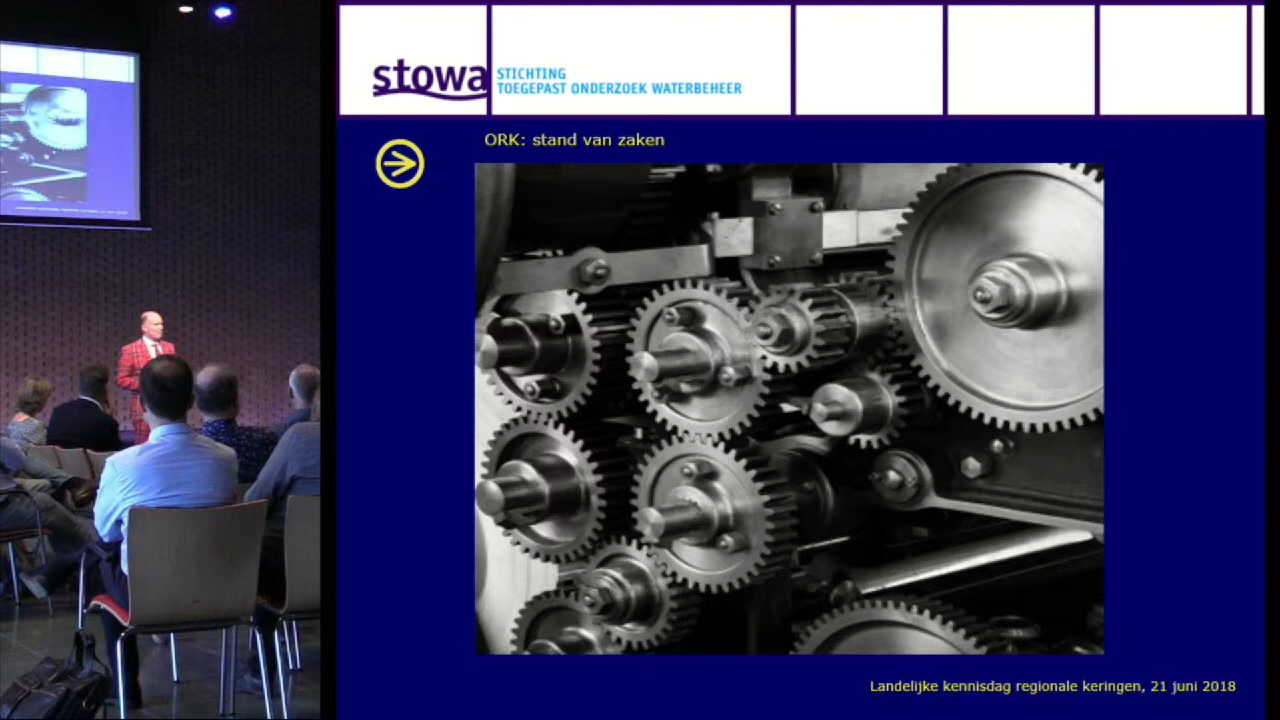 stowa
STICHTING
TOEGEPAST ONDERZOEK WATERBEHEER
ORK: stand van zaken
Landelijke kennisdag regionale keringen, 21 juni 2018